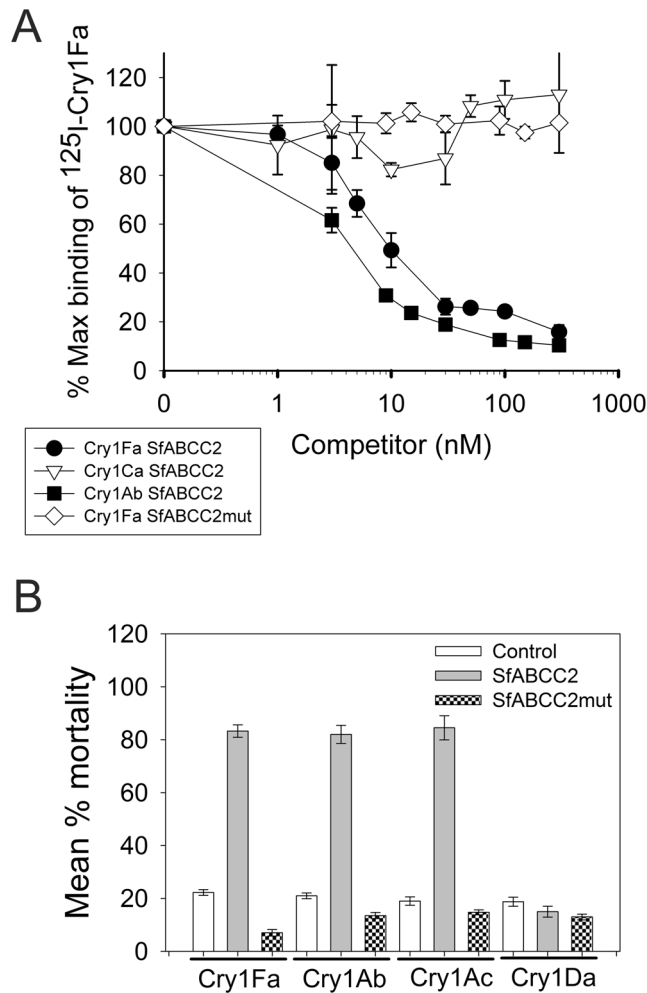 A
% Max binding of 125I-Cry1Fa
120
100
80
60
40
20
0
0 1 10 100 1000
Competitor (nM)
Cry1Fa SfABCC2
Cry1Ca SfABCC2
Cry1Ab SfABCC2
Cry1Fa SfABCC2mut
B
Mean % mortality
120
100
80
60
40
20
0
Control
SfABCC2
SfABCC2mut
Cry1Fa Cry1Ab Cry1Ac Cry1Da